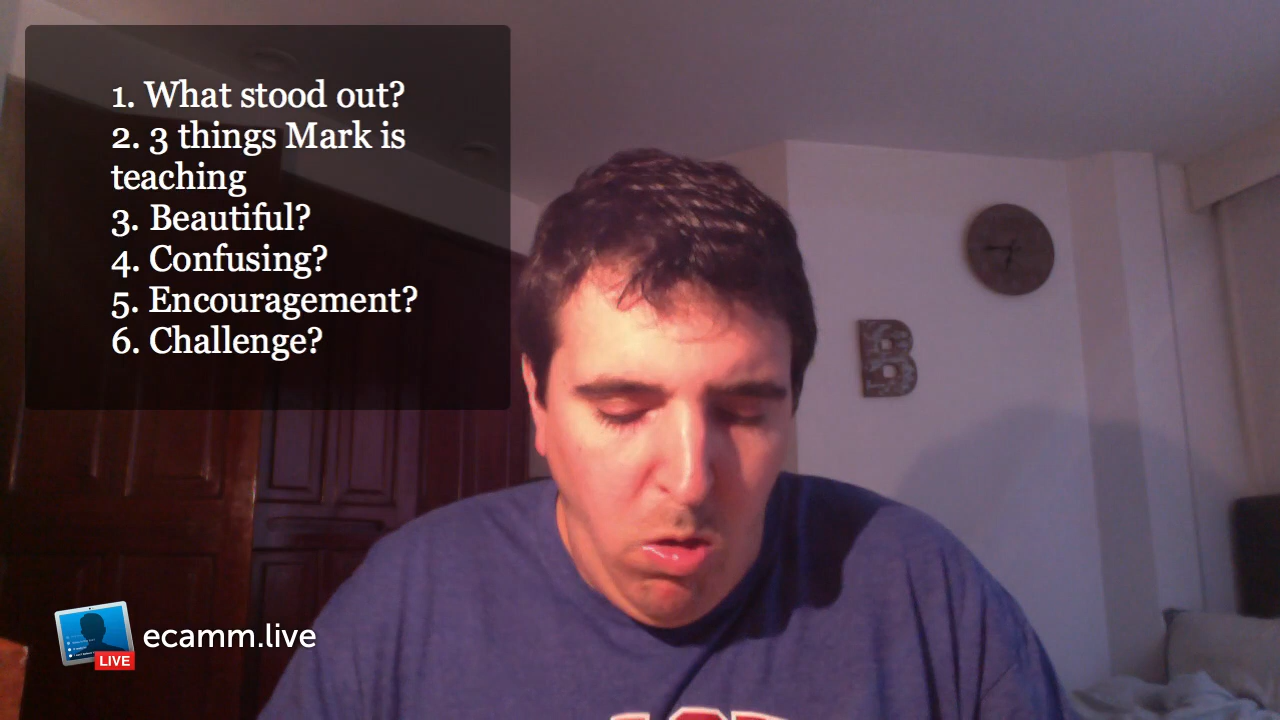 1. What stood out?
2. 3 things Mark is
teaching
3. Beautiful?
4. Confusing?
5. Encouragement?
6. Challenge?
B
LIVE
ecamm.live